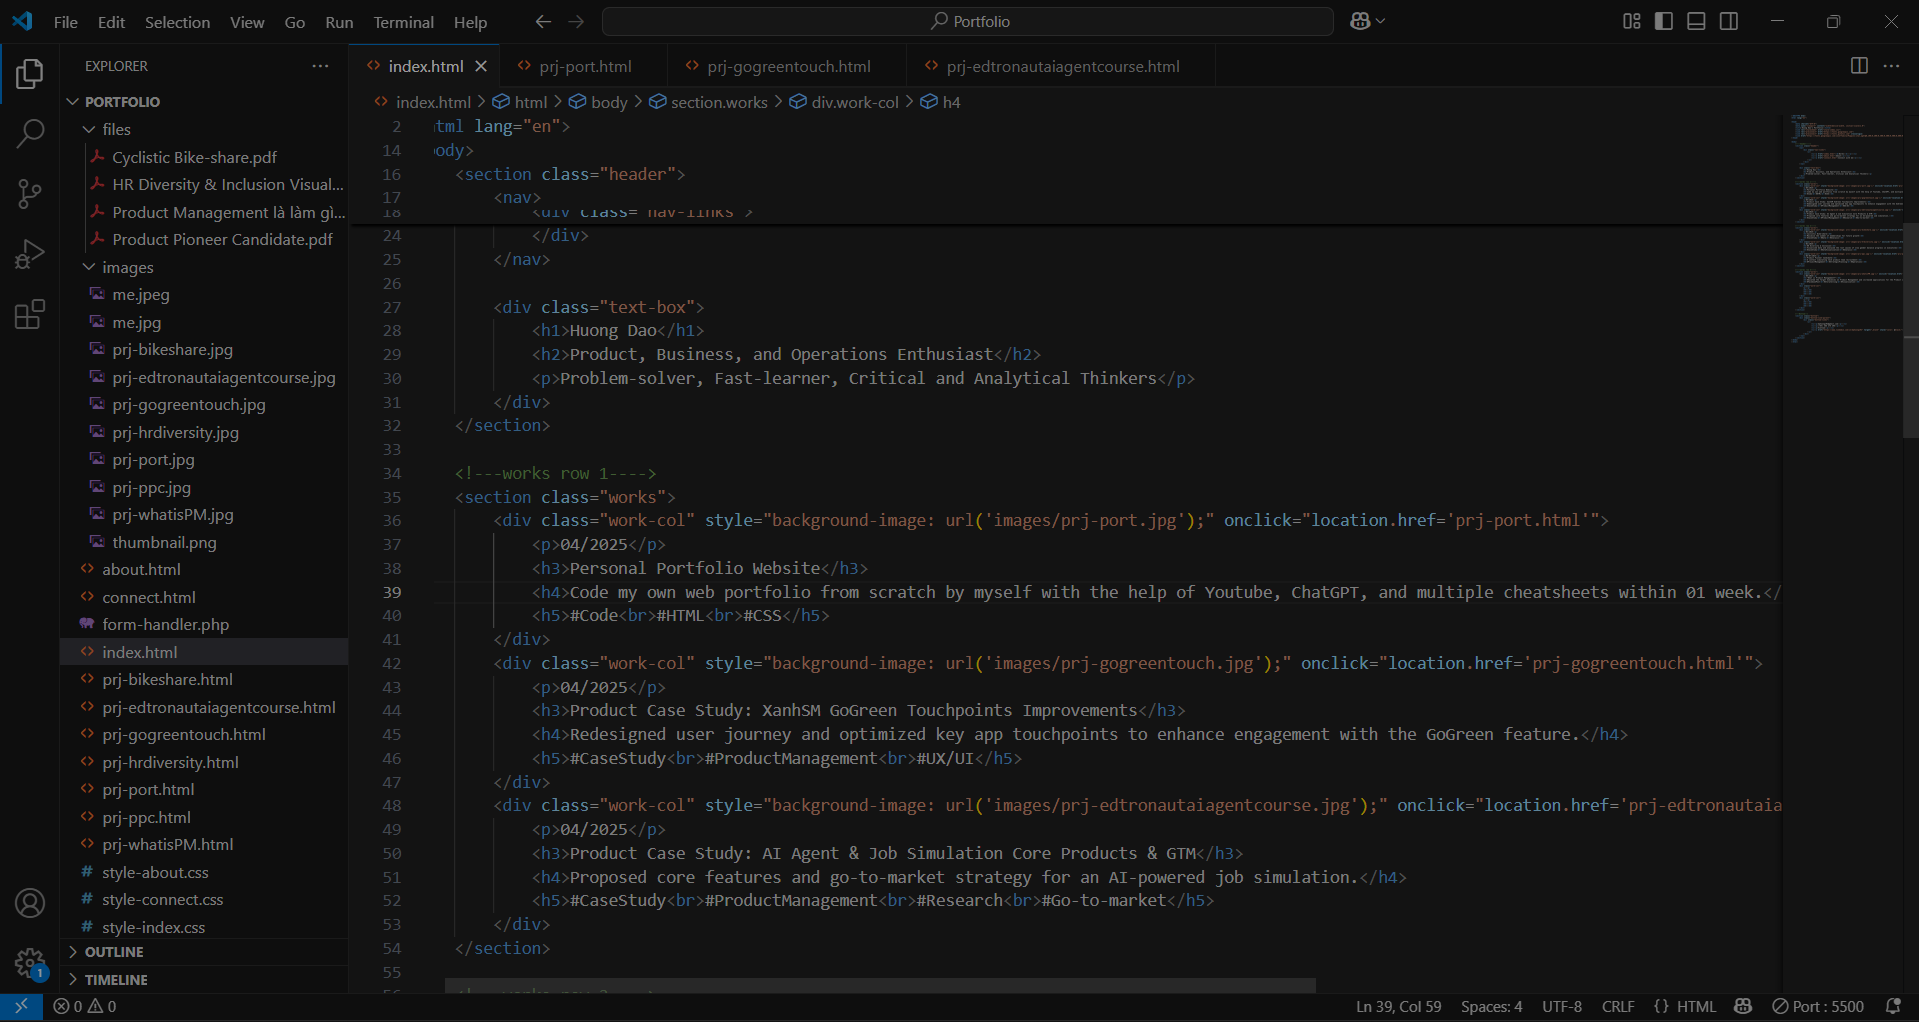 File Edit Selection View Go Run Terminal Help
Portfolio
EXPLORER
PORTFOLIO
files
Cyclistic Bike-share.pdf
HR Diversity & Inclusion Visual...
Product Management là làm gì...
Product Pioneer Candidate.pdf
images
me.jpeg
me.jpg
prj-bikeshare.jpg
prj-edtronautaiagentcourse.jpg
prj-gogreentouch.jpg
prj-hrdiversity.jpg
prj-port.jpg
prj-ppc.jpg
prj-whatisPM.jpg
thumbnail.png
about.html
connect.html
form-handler.php
index.html
prj-bikeshare.html
prj-edtronautaiagentcourse.html
prj-gogreentouch.html
prj-hrdiversity.html
prj-port.html
prj-ppc.html
prj-whatisPM.html
style-about.css
style-connect.css
style-index.css
OUTLINE
TIMELINE
index.html prj-port.html prj-gogreentouch.html prj-edtronautaiagentcourse.html
index.html > html > body > section.works > div.work-col > h4
2 tml lang="en">
14 body>
16 <section class="header">
17 <nav>
18 <div class="nav-links">
24 </div>
25 </nav>
26
27 <div class="text-box">
28 <h1>Huong Dao</h1>
29 <h2>Product, Business, and Operations Enthusiast</h2>
30 <p>Problem-solver, Fast-learner, Critical and Analytical Thinkers</p>
31 </div>
32 </section>
33
34 <!---works row 1---->
35 <section class="works">
36 <div class="work-col" style="background-image: url('images/prj-port.jpg');" onclick="location.href='prj-port.html'">
37 <p>04/2025</p>
38 <h3>Personal Portfolio Website</h3>
39 <h4>Code my own web portfolio from scratch by myself with the help of Youtube, ChatGPT, and multiple cheatsheets within 01 week.</
40 <h5>#Code<br>#HTML<br>#CSS</h5>
41 </div>
42 <div class="work-col" style="background-image: url('images/prj-gogreentouch.jpg');" onclick="location.href='prj-gogreentouch.html'">
43 <p>04/2025</p>
44 <h3>Product Case Study: XanhSM GoGreen Touchpoints Improvements</h3>
45 <h4>Redesigned user journey and optimized key app touchpoints to enhance engagement with the GoGreen feature.</h4>
46 <h5>#CaseStudy<br>#ProductManagement<br>#UX/UI</h5>
47 </div>
48 <div class="work-col" style="background-image: url('images/prj-edtronautaiagentcourse.jpg');" onclick="location.href='prj-edtronautaia
49 <p>04/2025</p>
50 <h3>Product Case Study: AI Agent & Job Simulation Core Products & GTM</h3>
51 <h4>Proposed core features and go-to-market strategy for an AI-powered job simulation.</h4>
52 <h5>#CaseStudy<br>#ProductManagement<br>#Research<br>#Go-to-market</h5>
53 </div>
54 </section>
55
1
0 0
Ln 39, Col 59 Spaces: 4 UTF-8 CRLF {} HTML Port : 5500